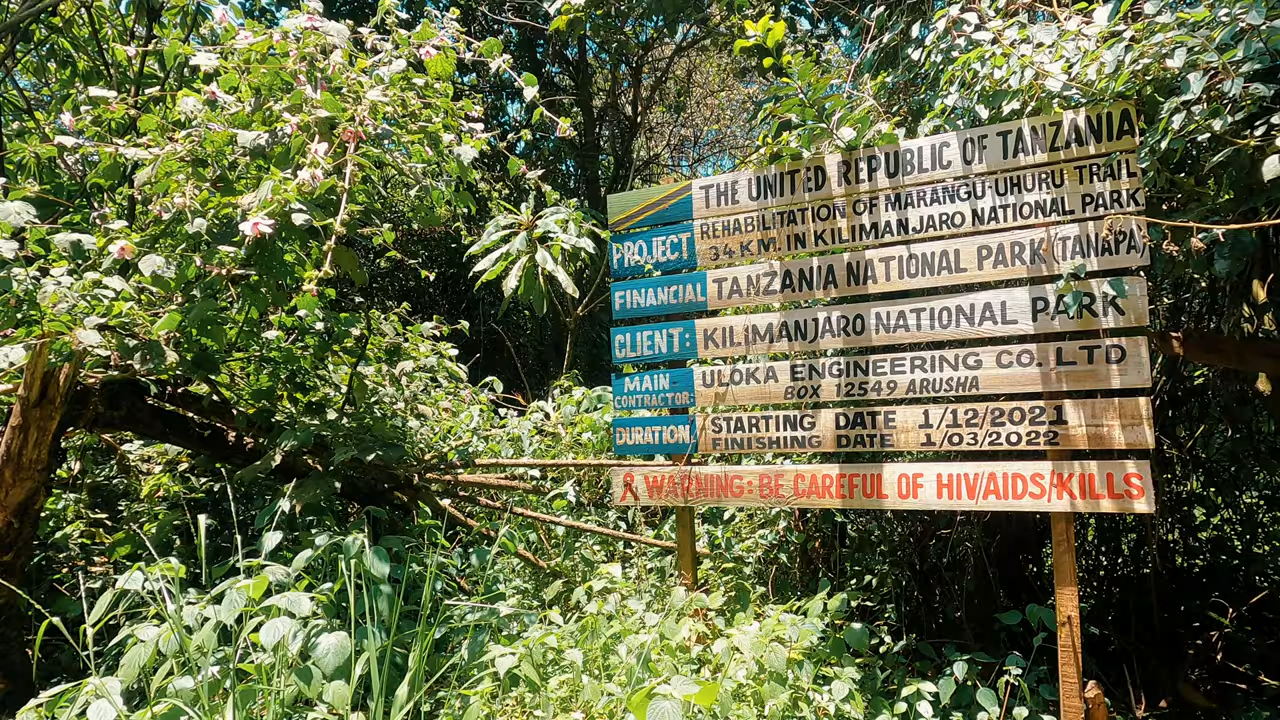 THE UNITED REPUBLIC OF TANZANIA
PROJECT REHABILITATION OF MARANGU-UHURU TRAIL
34KM. IN KILIMANJARO NATIONAL PARK
FINANCIAL TANZANIA NATIONAL PARK (TANAPA)
CLIENT: KILIMANJARO NATIONAL PARK
MAIN CONTRACTOR: ULOKA ENGINEERING CO. LTD
BOX 12549 ARUSHA
DURATION STARTING DATE 1/12/2021
FINISHING DATE 1/03/2022
WARNING: BE CAREFUL OF HIV/AIDS/KILLS